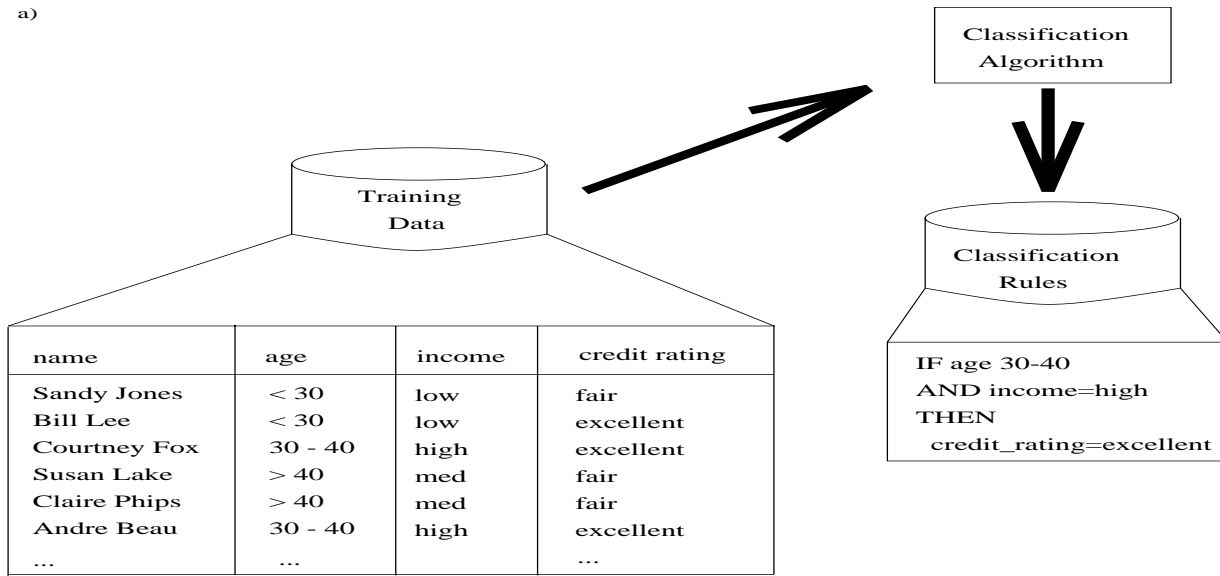 a)
Classification
Algorithm
Training
Data
Classification
Rules
name age income credit rating
Sandy Jones < 30 low fair
Bill Lee < 30 low excellent
Courtney Fox 30 - 40 high excellent
Susan Lake > 40 med fair
Claire Phips > 40 med fair
Andre Beau 30 - 40 high excellent
... ... ...
IF age 30-40
AND income=high
THEN
credit_rating=excellent